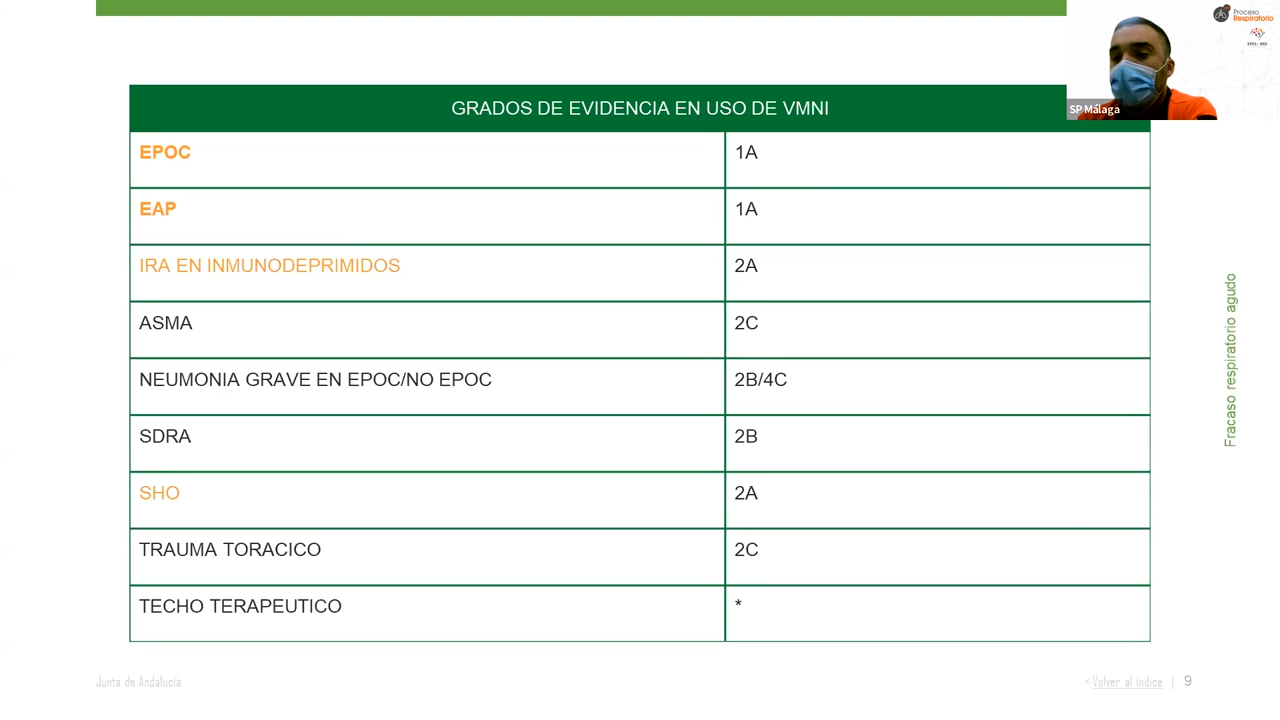 Proceso
Respiratorio
SP Málaga
GRADOS DE EVIDENCIA EN USO DE VMNI
EPOC 1A
EAP 1A
IRA EN INMUNODEPRIMIDOS 2A
ASMA 2C
NEUMONIA GRAVE EN EPOC/NO EPOC 2B/4C
SDRA 2B
SHO 2A
TRAUMA TORACICO 2C
TECHO TERAPEUTICO *
Fracaso respiratorio agudo
Junta de Andalucía
< Volver al índice | 9